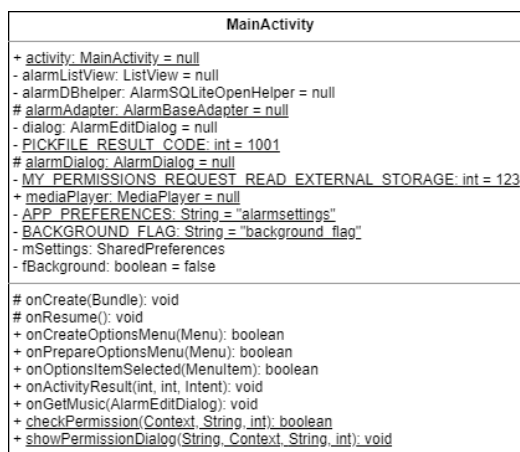 MainActivity
+ activity: MainActivity = null
- alarmListView: ListView = null
- alarmDBhelper: AlarmSQLiteOpenHelper = null
# alarmAdapter: AlarmBaseAdapter = null
- dialog: AlarmEditDialog = null
- PICKFILE_RESULT_CODE: int = 1001
# alarmDialog: AlarmDialog = null
- MY_PERMISSIONS_REQUEST_READ_EXTERNAL_STORAGE: int = 123
+ mediaPlayer: MediaPlayer = null
- APP_PREFERENCES: String = "alarmsettings"
- BACKGROUND_FLAG: String = "background_flag"
- mSettings: SharedPreferences
- fBackground: boolean = false
# onCreate(Bundle): void
# onResume(): void
+ onCreateOptionsMenu(Menu): boolean
+ onPrepareOptionsMenu(Menu): boolean
+ onOptionsItemSelected(MenuItem): boolean
+ onActivityResult(int, int, Intent): void
+ onGetMusic(AlarmEditDialog): void
+ checkPermission(Context, String, int): boolean
+ showPermissionDialog(String, Context, String, int): void